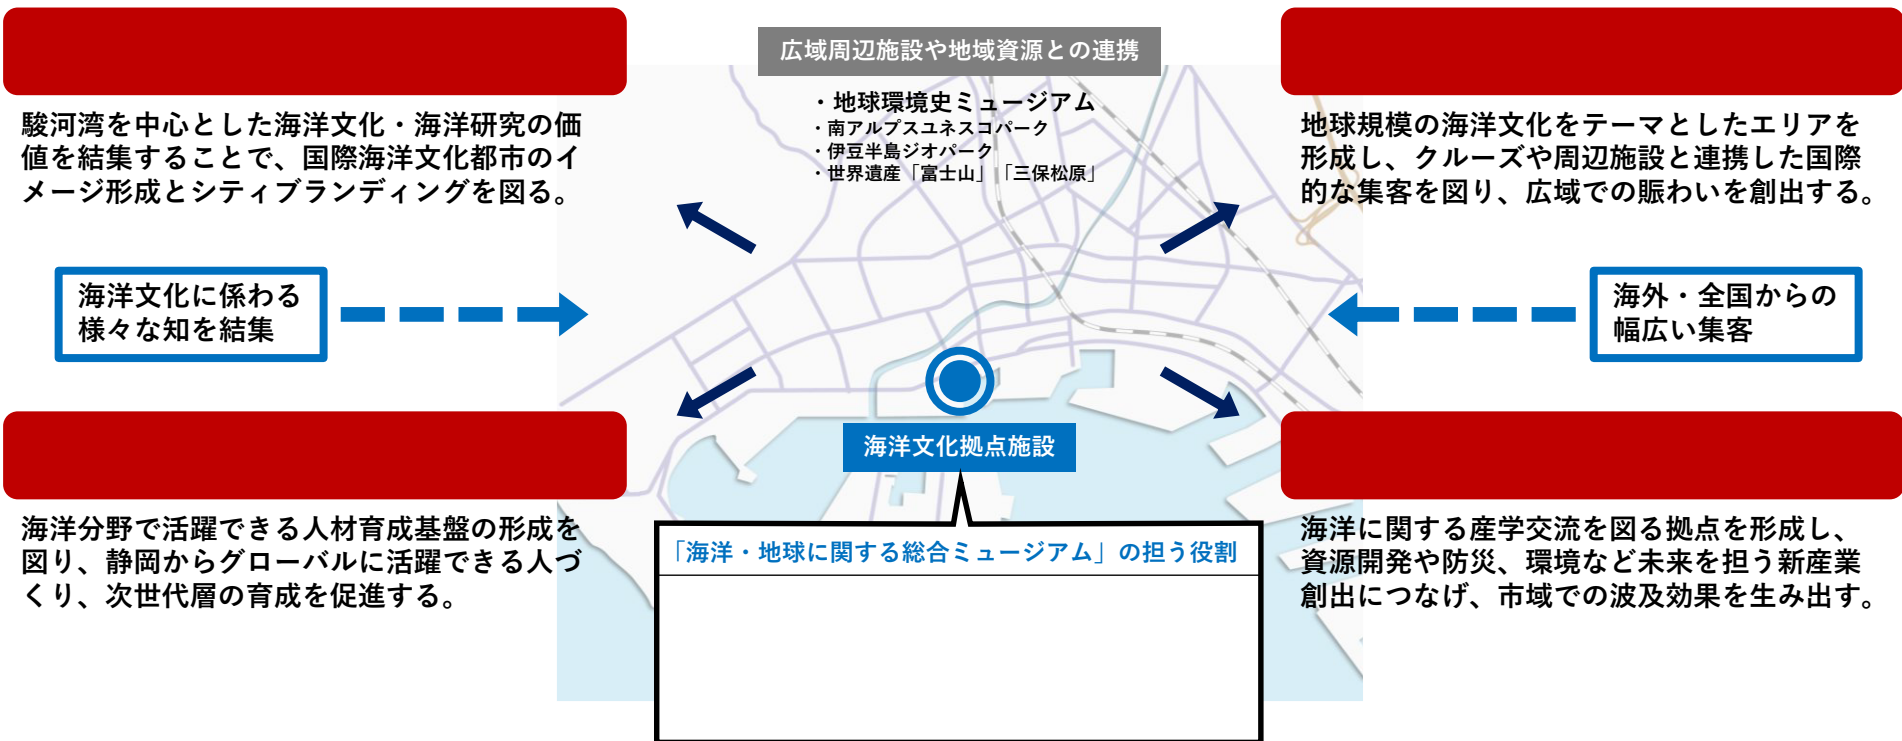 広域周辺施設や地域資源との連携
・地球環境史ミュージアム
・南アルプスユネスコパーク
・伊豆半島ジオパーク
・世界遺産「富士山」「三保松原」
駿河湾を中心とした海洋文化・海洋研究の価
値を結集することで、国際海洋文化都市のイ
メージ形成とシティブランディングを図る。
地球規模の海洋文化をテーマとしたエリアを
形成し、クルーズや周辺施設と連携した国際
的な集客を図り、広域での賑わいを創出する。
海洋文化に係わる
様々な知を結集
海外・全国からの
幅広い集客
海洋文化拠点施設
「海洋・地球に関する総合ミュージアム」の担う役割
海洋分野で活躍できる人材育成基盤の形成を
図り、静岡からグローバルに活躍できる人づ
くり、次世代層の育成を促進する。
海洋に関する産学交流を図る拠点を形成し、
資源開発や防災、環境など未来を担う新産業
創出につなげ、市域での波及効果を生み出す。